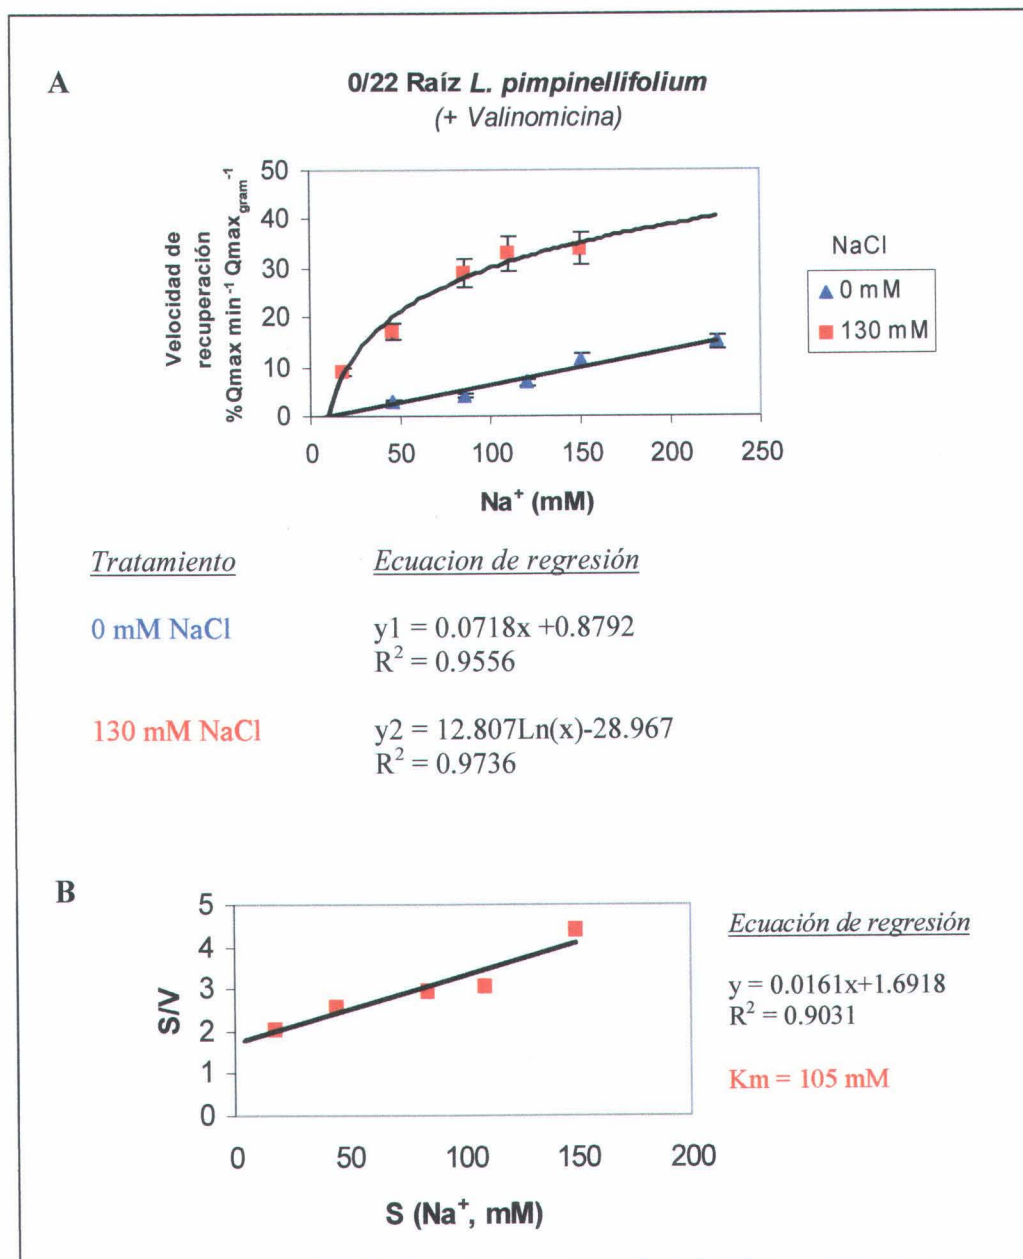 A
0/22 Raíz L. pimpinellifolium
(+ Valinomicina)
Velocidad de
recuperación
%Qmax min⁻¹ Qmax gram⁻¹
50
40
30
20
10
0
0 50 100 150 200 250
Na⁺ (mM)
NaCl
0 mM
130 mM
Tratamiento Ecuacion de regresión
0 mM NaCl y1 = 0.0718x +0.8792
R² = 0.9556
130 mM NaCl y2 = 12.807Ln(x)-28.967
R² = 0.9736
B
S/V
5
4
3
2
1
0
0 50 100 150 200
S (Na⁺, mM)
Ecuación de regresión
y = 0.0161x+1.6918
R² = 0.9031
Km = 105 mM